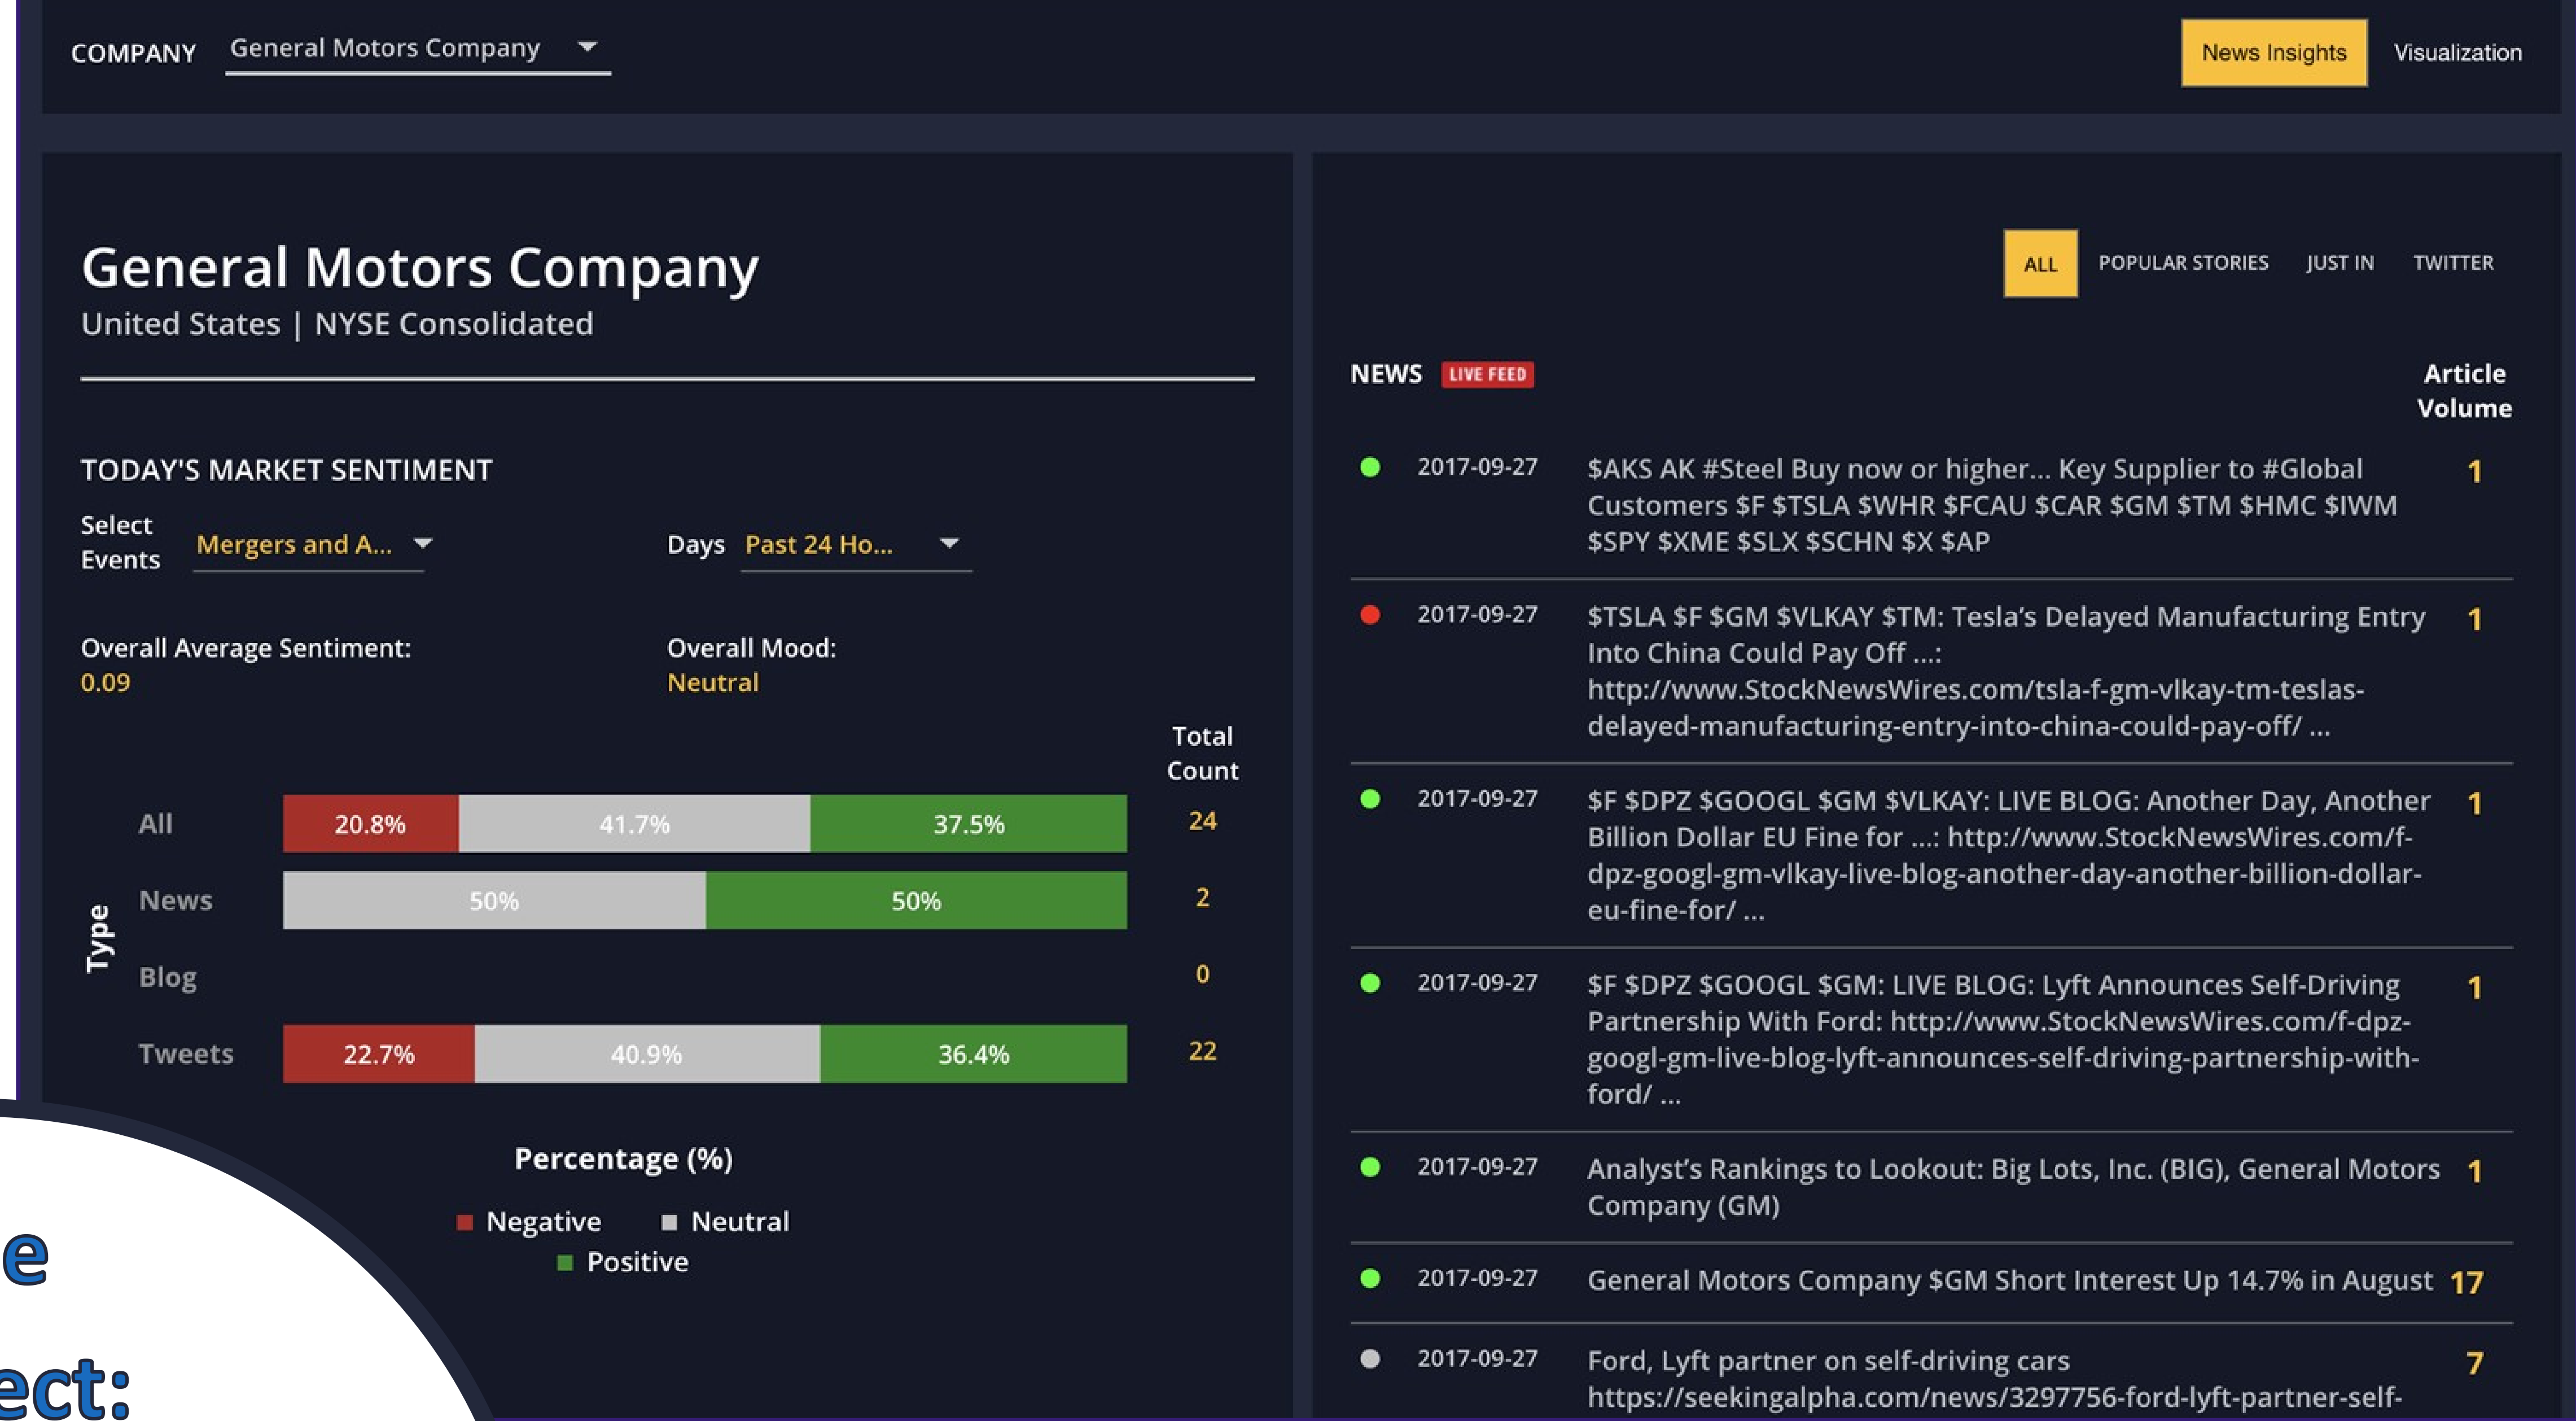 COMPANY General Motors Company
News Insights Visualization
General Motors Company
United States | NYSE Consolidated
TODAY'S MARKET SENTIMENT
Select
Events
Mergers and A...
Days Past 24 Ho...
Overall Average Sentiment:
0.09
Overall Mood:
Neutral
Total
Count
Type
All 20.8% 41.7% 37.5% 24
News 50% 50% 2
Blog 0
Tweets 22.7% 40.9% 36.4% 22
Percentage (%)
Negative Neutral
Positive
e
ect:
ALL POPULAR STORIES JUST IN TWITTER
NEWS LIVE FEED
Article
Volume
2017-09-27 $AKS AK #Steel Buy now or higher... Key Supplier to #Global 1
Customers $F $TSLA $WHR $FCAU $CAR $GM $TM $HMC $IWM
$SPY $XME $SLX $SCHN $X $AP
2017-09-27 $TSLA $F $GM $VLKAY $TM: Tesla’s Delayed Manufacturing Entry 1
Into China Could Pay Off ...:
http://www.StockNewsWires.com/tsla-f-gm-vlkay-tm-teslas-
delayed-manufacturing-entry-into-china-could-pay-off/ ...
2017-09-27 $F $DPZ $GOOGL $GM $VLKAY: LIVE BLOG: Another Day, Another 1
Billion Dollar EU Fine for ...: http://www.StockNewsWires.com/f-
dpz-googl-gm-vlkay-live-blog-another-day-another-billion-dollar-
eu-fine-for/ ...
2017-09-27 $F $DPZ $GOOGL $GM: LIVE BLOG: Lyft Announces Self-Driving 1
Partnership With Ford: http://www.StockNewsWires.com/f-dpz-
googl-gm-live-blog-lyft-announces-self-driving-partnership-with-
ford/ ...
2017-09-27 Analyst’s Rankings to Lookout: Big Lots, Inc. (BIG), General Motors 1
Company (GM)
2017-09-27 General Motors Company $GM Short Interest Up 14.7% in August 17
2017-09-27 Ford, Lyft partner on self-driving cars 7
https://seekingalpha.com/news/3297756-ford-lyft-partner-self-